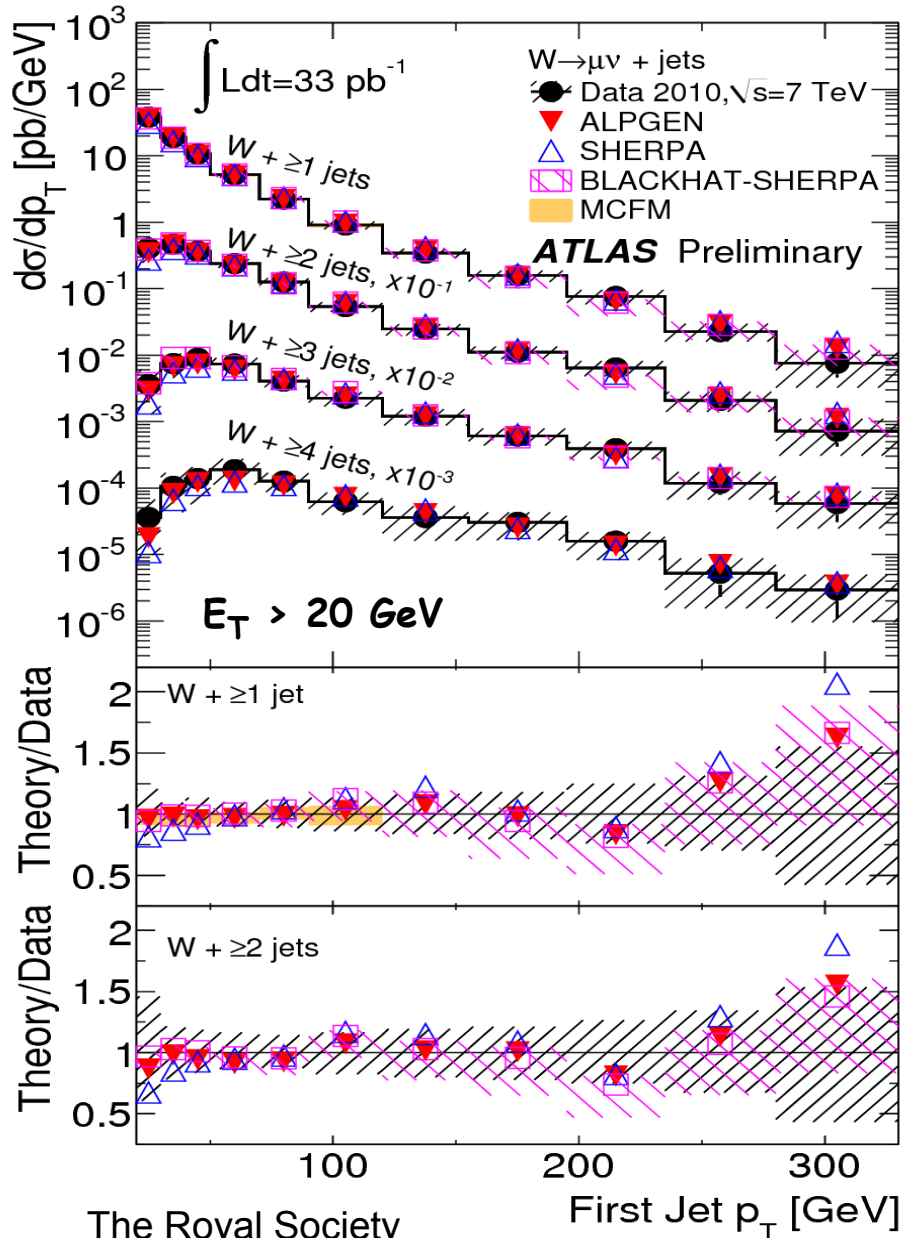 10³
10²
10
1
10⁻¹
10⁻²
10⁻³
10⁻⁴
10⁻⁵
10⁻⁶
dσ/dp_T [pb/GeV]
∫ Ldt=33 pb⁻¹
W→μν + jets
Data 2010,√s=7 TeV
ALPGEN
SHERPA
BLACKHAT-SHERPA
MCFM
ATLAS Preliminary
W + ≥1 jets
W + ≥2 jets, x10⁻¹
W + ≥3 jets, x10⁻²
W + ≥4 jets, x10⁻³
E_T > 20 GeV
Theory/Data
2
1.5
1
0.5
W + ≥1 jet
Theory/Data
2
1.5
1
0.5
W + ≥2 jets
100
200
300
First Jet p_T [GeV]
The Royal Society